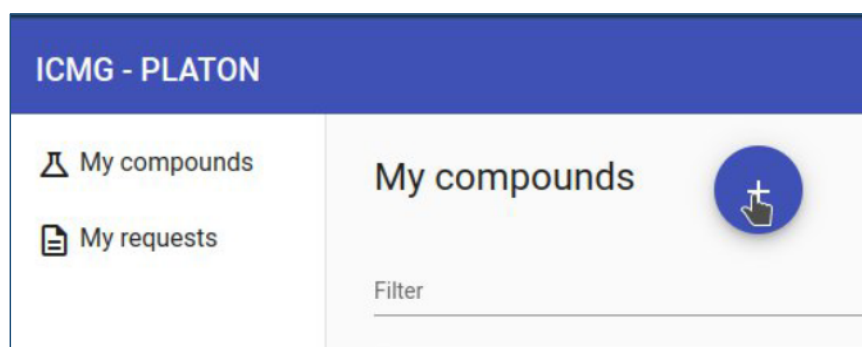 ICMG - PLATON
My compounds
My requests
My compounds
+
Filter